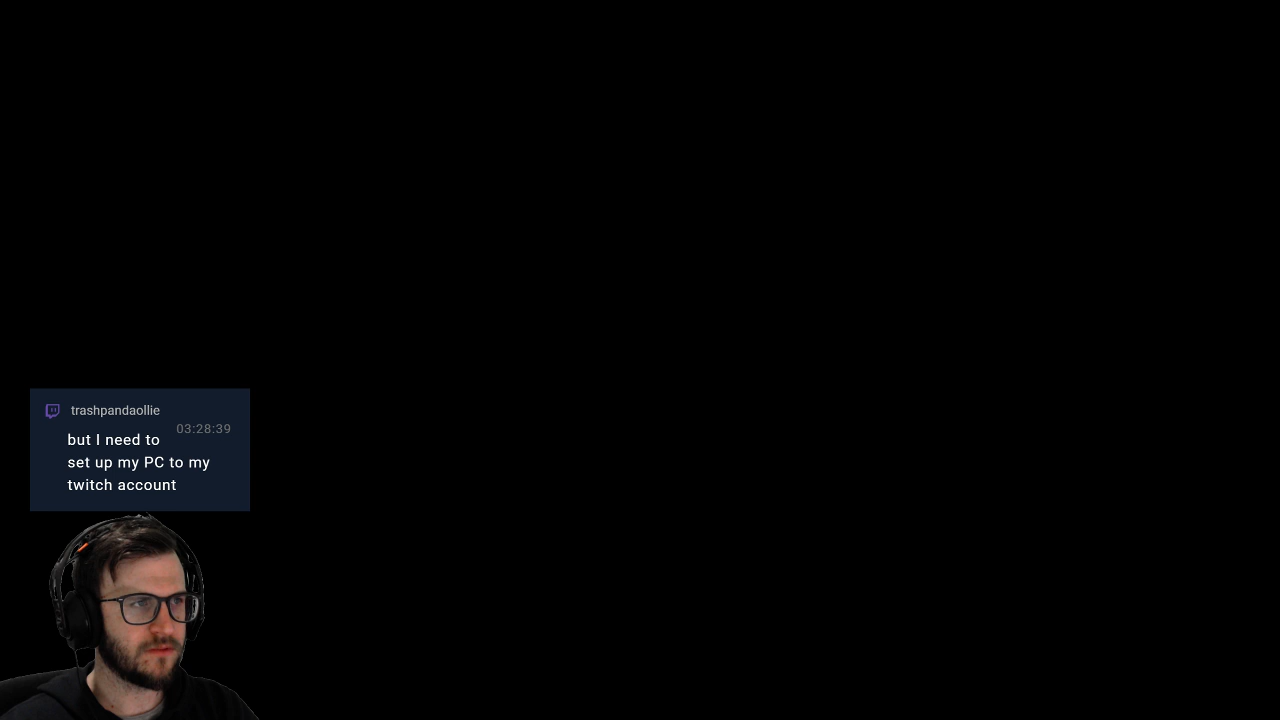 trashpandaollie
03:28:39
but I need to
set up my PC to my
twitch account